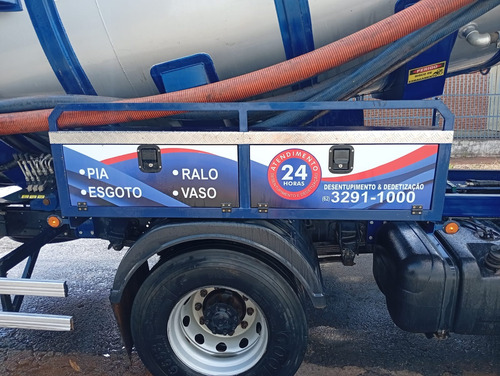 • PIA
• RALO
• ESGOTO
• VASO
ATENDIMENTO
24
HORAS
DESENTUPIMENTO & DEDETIZAÇÃO
(62) 3291-1000